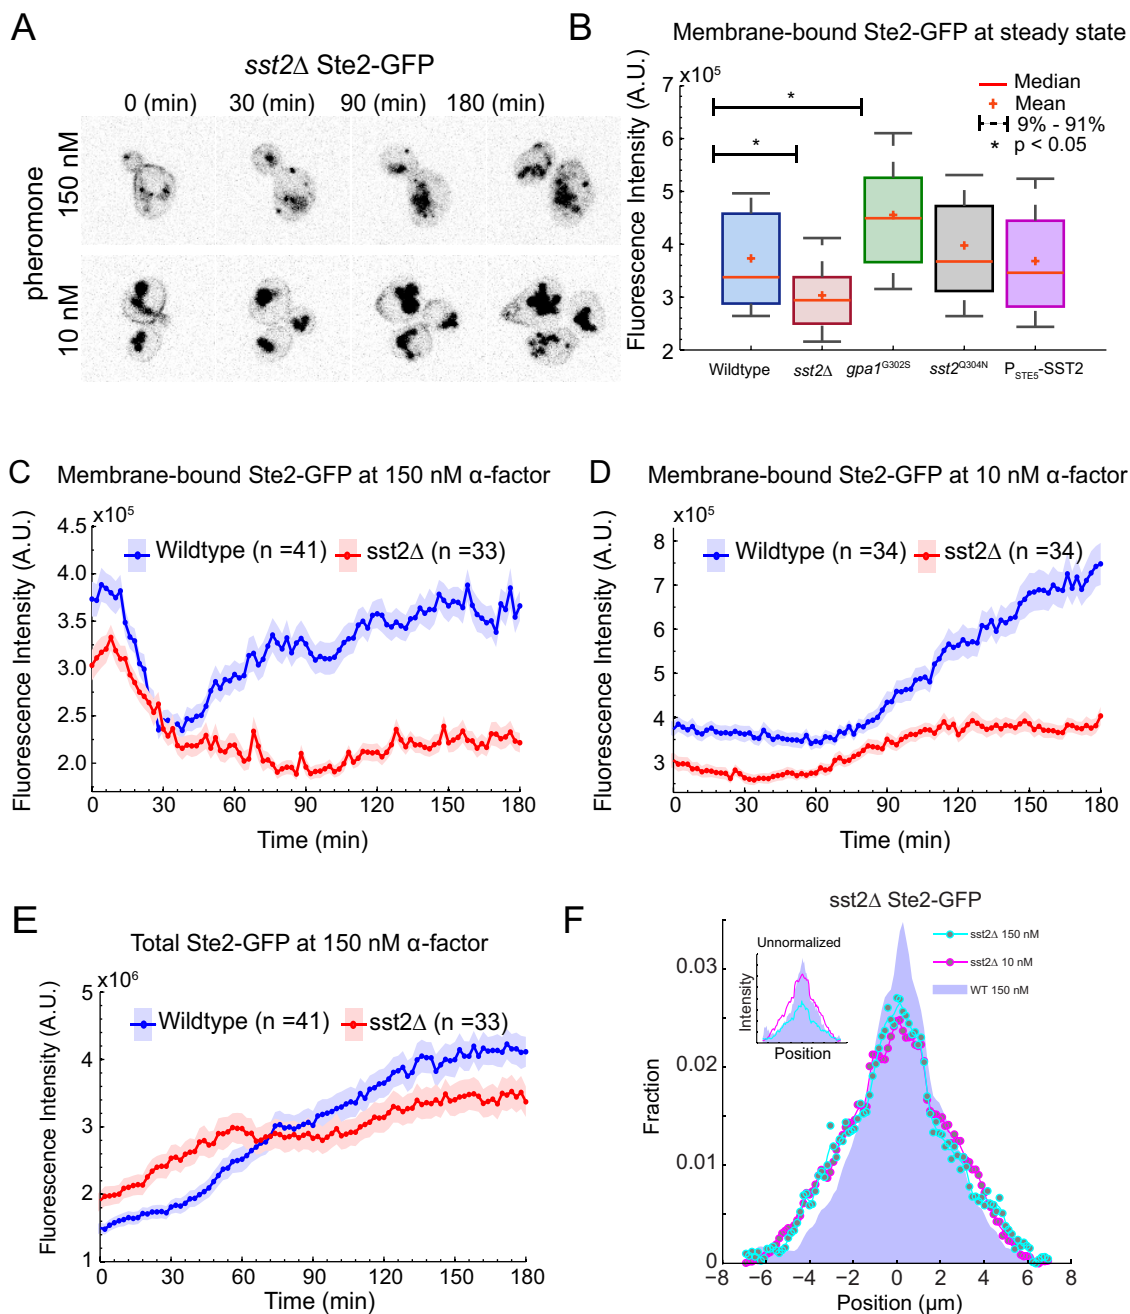 A
sst2Δ Ste2-GFP
0 (min) 30 (min) 90 (min) 180 (min)
pheromone
150 nM
10 nM
B
Membrane-bound Ste2-GFP at steady state
x10⁵
Fluorescence Intensity (A.U.)
7
6
5
4
3
2
*
*
Median
Mean
9% - 91%
* p < 0.05
Wildtype sst2Δ gpa1ᴳ³⁰²ˢ sst2Q304N P_STE5-SST2
C
Membrane-bound Ste2-GFP at 150 nM α-factor
x10⁵
Fluorescence Intensity (A.U.)
4.5
4.0
3.5
3.0
2.5
2.0
Wildtype (n =41) sst2Δ (n =33)
0 30 60 90 120 150 180
Time (min)
D
Membrane-bound Ste2-GFP at 10 nM α-factor
x10⁵
Fluorescence Intensity (A.U.)
8
7
6
5
4
3
Wildtype (n =34) sst2Δ (n =34)
0 30 60 90 120 150 180
Time (min)
E
Total Ste2-GFP at 150 nM α-factor
x10⁶
Fluorescence Intensity (A.U.)
5
4
3
2
1
Wildtype (n =41) sst2Δ (n =33)
0 30 60 90 120 150 180
Time (min)
F
sst2Δ Ste2-GFP
Fraction
0.03
0.02
0.01
0
Unnormalized
Intensity
Position
sst2Δ 150 nM
sst2Δ 10 nM
WT 150 nM
−8 −6 −4 −2 0 2 4 6 8
Position (μm)